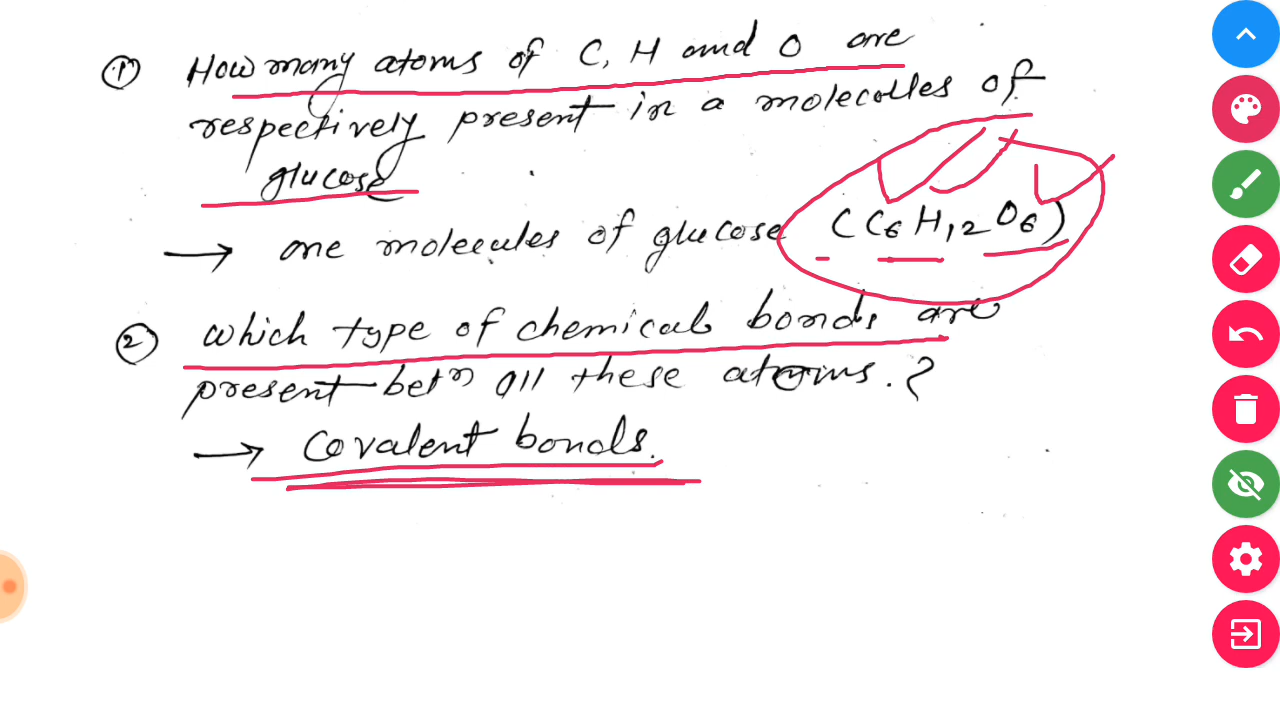 ① How many atoms of C, H and O are
respectively present in a molecolles of
glucose
→ one molecules of glucose (C6H12O6)
② which type of chemical bonds are
present betn all these atoms.?
→ Covalent bonds.